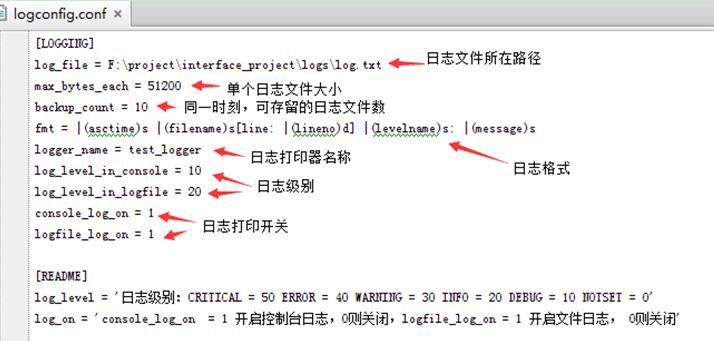 logconfig.conf
[LOGGING]
log_file = F:\project\interface_project\logs\log.txt 日志文件所在路径
max_bytes_each = 51200 单个日志文件大小
backup_count = 10 同一时刻，可存留的日志文件数
fmt = |(asctime)s |(filename)s[line: |(lineno)d] |(levelname)s: |(message)s
日志格式
logger_name = test_logger 日志打印器名称
log_level_in_console = 10
日志级别
log_level_in_logfile = 20
console_log_on = 1
日志打印开关
logfile_log_on = 1
[README]
log_level = '日志级别：CRITICAL = 50 ERROR = 40 WARNING = 30 INFO = 20 DEBUG = 10 NOTSET = 0'
log_on = 'console_log_on  = 1 开启控制台日志，0则关闭，logfile_log_on = 1 开启文件日志， 0则关闭'